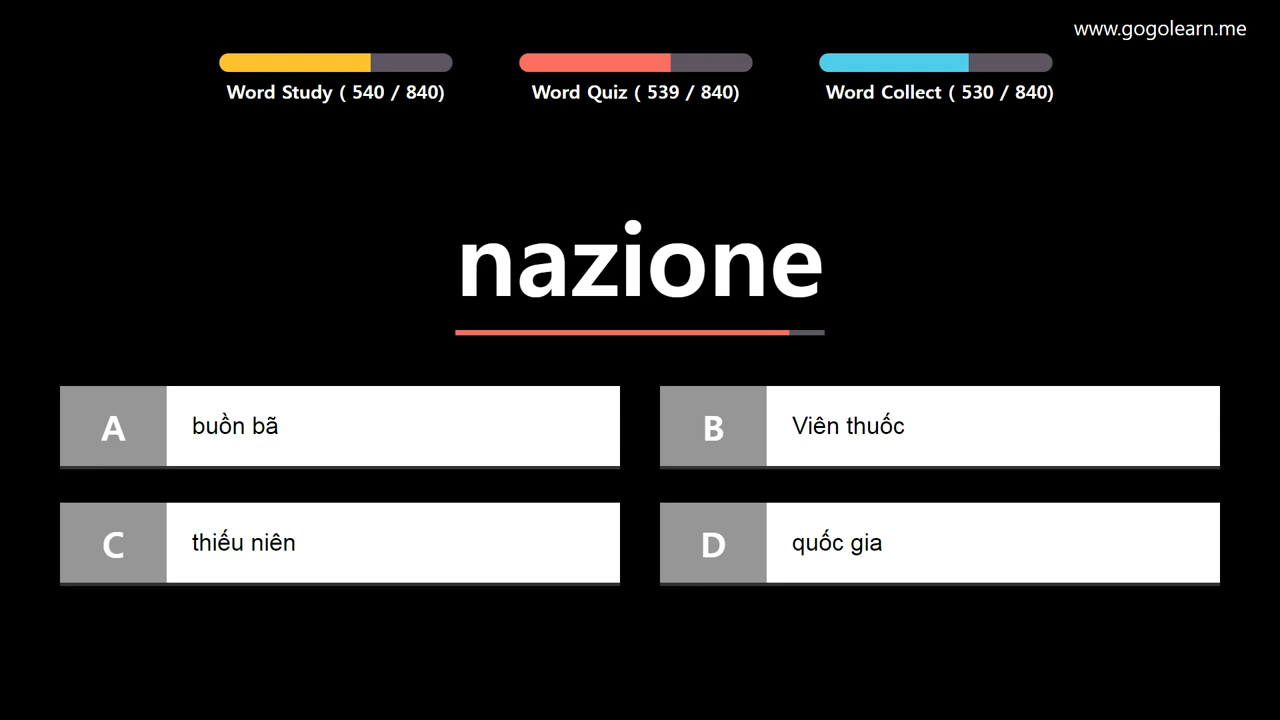 www.gogolearn.me
Word Study ( 540 / 840)
Word Quiz ( 539 / 840)
Word Collect ( 530 / 840)
nazione
A
buồn bã
B
Viên thuốc
C
thiếu niên
D
quốc gia